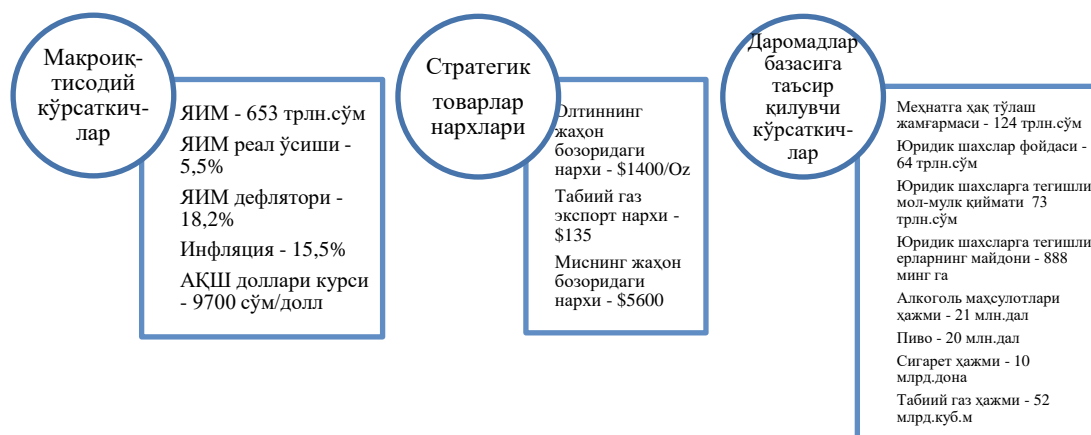 Макроиқ-
тисодий
кўрсаткич-
лар
ЯИМ - 653 трлн.сўм
ЯИМ реал ўсиши -
5,5%
ЯИМ дефлятори -
18,2%
Инфляция - 15,5%
АҚШ доллари курси
- 9700 сўм/долл
Стратегик
товарлар
нархлари
Олтиннинг
жаҳон
бозоридаги
нархи - $1400/Oz
Табиий газ
экспорт нархи -
$135
Миснинг жаҳон
бозоридаги
нархи - $5600
Даромадлар
базасига
таъсир
қилувчи
кўрсаткич-
лар
Меҳнатга ҳақ тўлаш
жамғармаси - 124 трлн.сўм
Юридик шахслар фойдаси -
64 трлн.сўм
Юридик шахсларга тегишли
мол-мулк қиймати 73
трлн.сўм
Юридик шахсларга тегишли
ерларнинг майдони - 888
минг га
Алкоголь маҳсулотлари
ҳажми - 21 млн.дал
Пиво - 20 млн.дал
Сигарет ҳажми - 10
млрд.дона
Табиий газ ҳажми - 52
млрд.куб.м